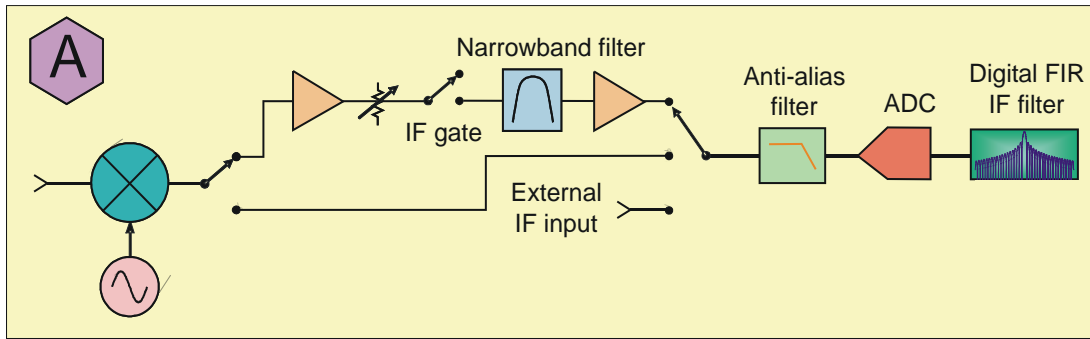 A
Narrowband filter
IF gate
External
IF input
Anti-alias
filter
ADC
Digital FIR
IF filter